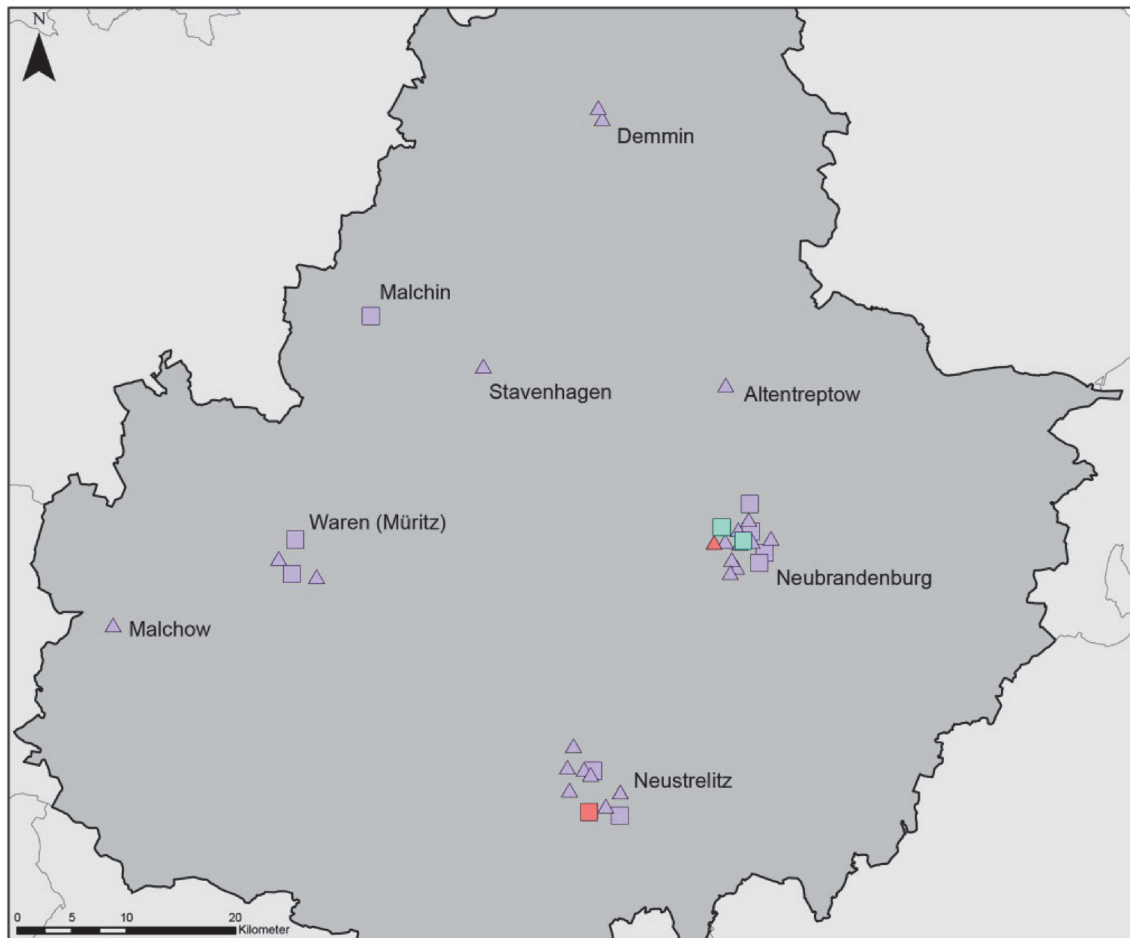 N
Demmin
Malchin
Stavenhagen
Altentreptow
Waren (Müritz)
Neubrandenburg
Malchow
Neustrelitz
0 5 10 20
Kilometer